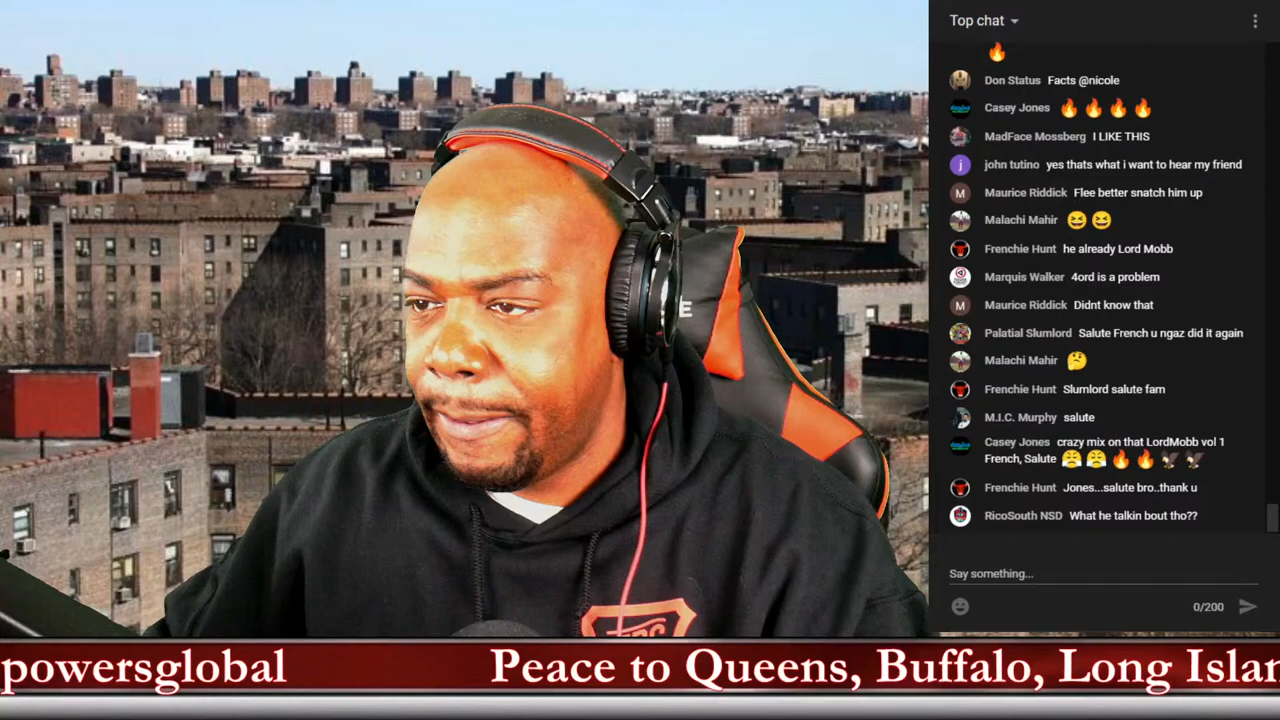 Top chat
Don Status Facts @nicole
Casey Jones 🔥🔥🔥🔥
MadFace Mossberg I LIKE THIS
j john tutino yes thats what i want to hear my friend
M Maurice Riddick Flee better snatch him up
Malachi Mahir 😆😆
Frenchie Hunt he already Lord Mobb
Marquis Walker 4ord is a problem
M Maurice Riddick Didnt know that
Palatial Slumlord Salute French u ngaz did it again
Malachi Mahir 🤔
Frenchie Hunt Slumlord salute fam
M.I.C. Murphy salute
Casey Jones crazy mix on that LordMobb vol 1
French, Salute 😤😤🔥🔥🦅🦅
Frenchie Hunt Jones...salute bro..thank u
RicoSouth NSD What he talkin bout tho??
Say something...
0/200
E
powersglobal Peace to Queens, Buffalo, Long Islan